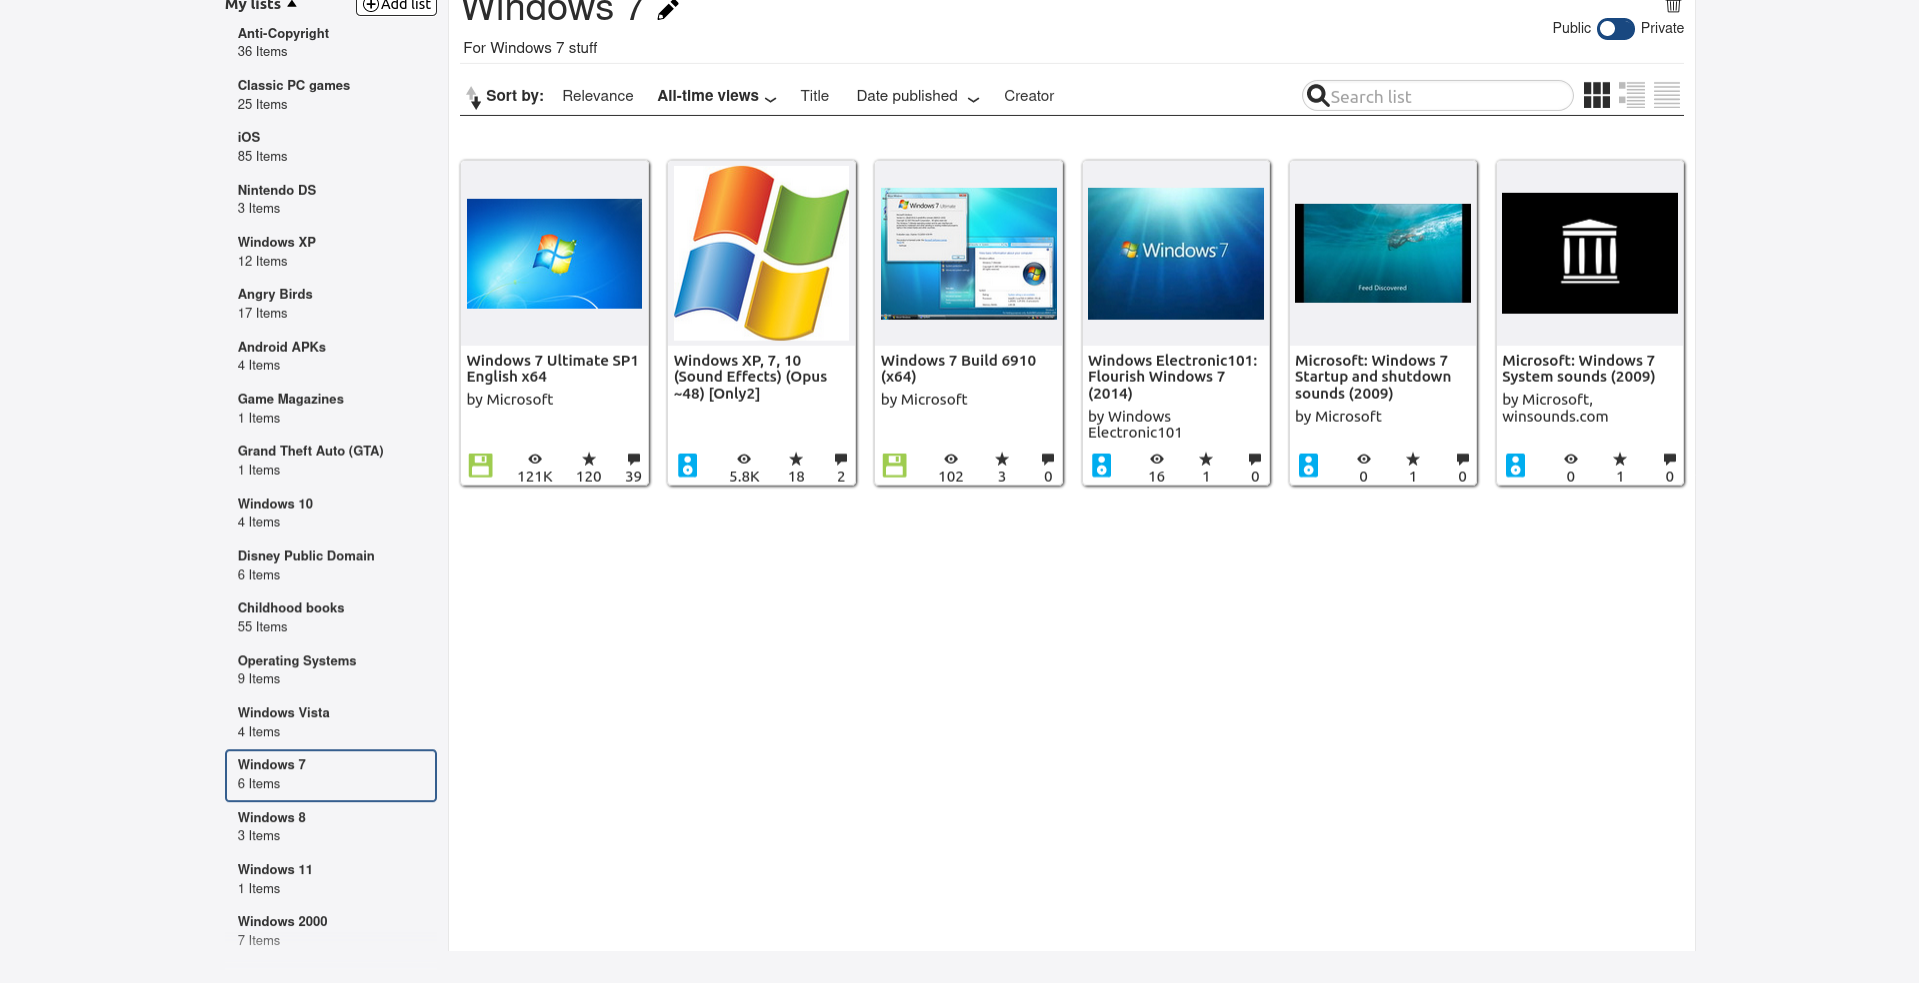 My lists
Add list
Anti-Copyright
36 Items
Classic PC games
25 Items
iOS
85 Items
Nintendo DS
3 Items
Windows XP
12 Items
Angry Birds
17 Items
Android APKs
4 Items
Game Magazines
1 Items
Grand Theft Auto (GTA)
1 Items
Windows 10
4 Items
Disney Public Domain
6 Items
Childhood books
55 Items
Operating Systems
9 Items
Windows Vista
4 Items
Windows 7
6 Items
Windows 8
3 Items
Windows 11
1 Items
Windows 2000
7 Items
Windows 7
For Windows 7 stuff
Public Private
Sort by: Relevance All-time views Title Date published Creator
Search list
Windows 7 Ultimate SP1
English x64
by Microsoft
121K 120 39
Windows XP, 7, 10
(Sound Effects) (Opus
~48) [Only2]
5.8K 18 2
Windows 7 Ultimate
Windows 7 Build 6910
(x64)
by Microsoft
102 3 0
Windows 7
Windows Electronic101:
Flourish Windows 7
(2014)
by Windows
Electronic101
16 1 0
Feed Discovered
Microsoft: Windows 7
Startup and shutdown
sounds (2009)
by Microsoft
0 1 0
Microsoft: Windows 7
System sounds (2009)
by Microsoft,
winsounds.com
0 1 0